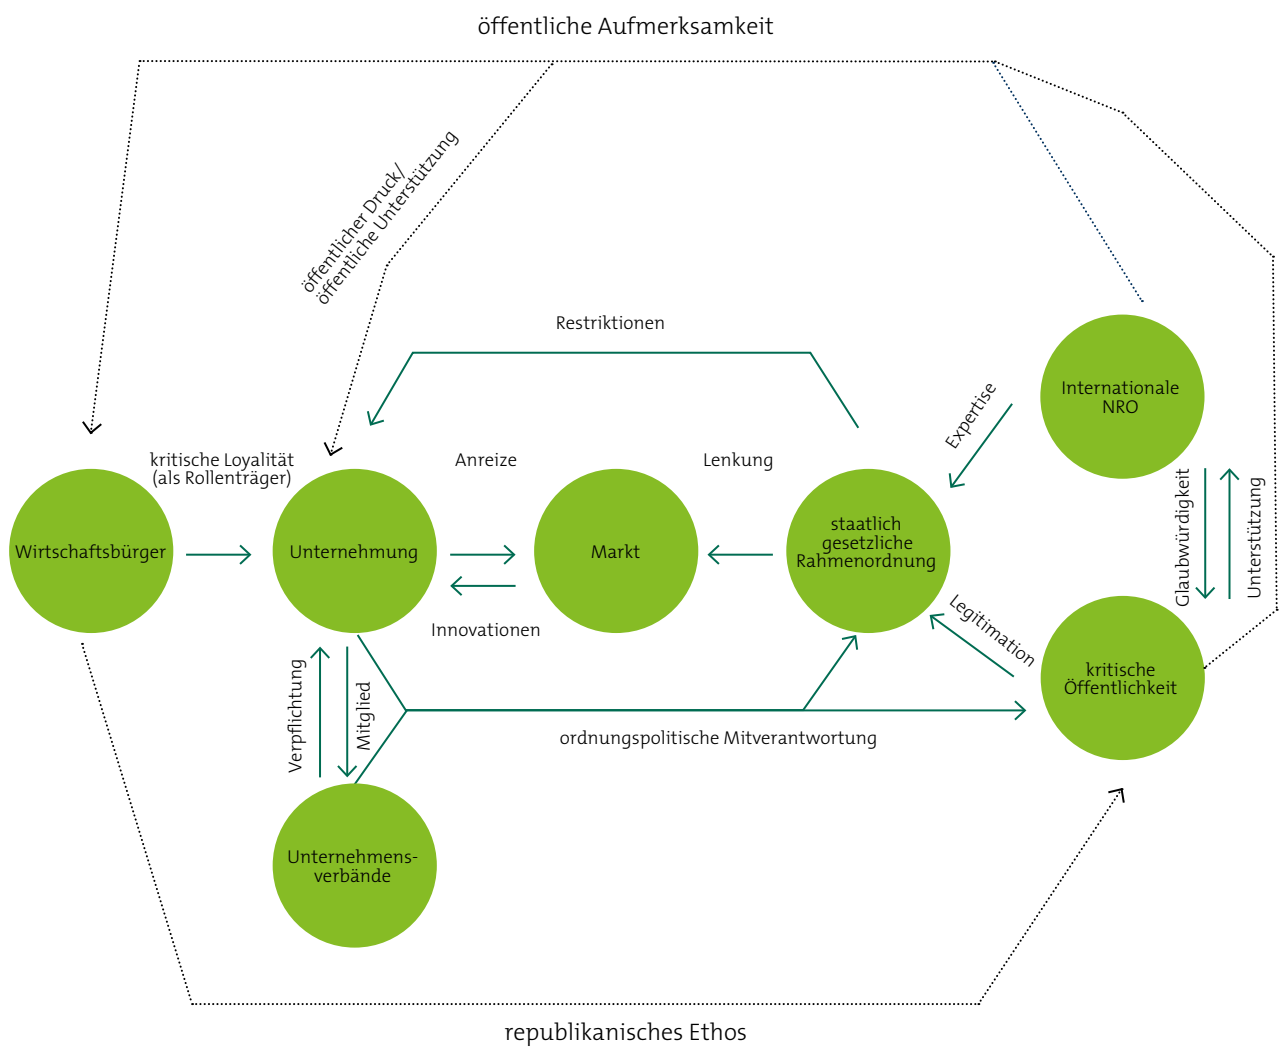 öffentliche Aufmerksamkeit
öffentlicher Druck/
öffentliche Unterstützung
Restriktionen
Internationale
NRO
Expertise
kritische Loyalität
(als Rollenträger)
Anreize
Lenkung
Glaubwürdigkeit
Unterstützung
Wirtschaftsbürger
Unternehmung
Markt
staatlich
gesetzliche
Rahmenordnung
Innovationen
Legitimation
Verpflichtung
Mitglied
kritische
Öffentlichkeit
ordnungspolitische Mitverantwortung
Unternehmens-
verbände
republikanisches Ethos